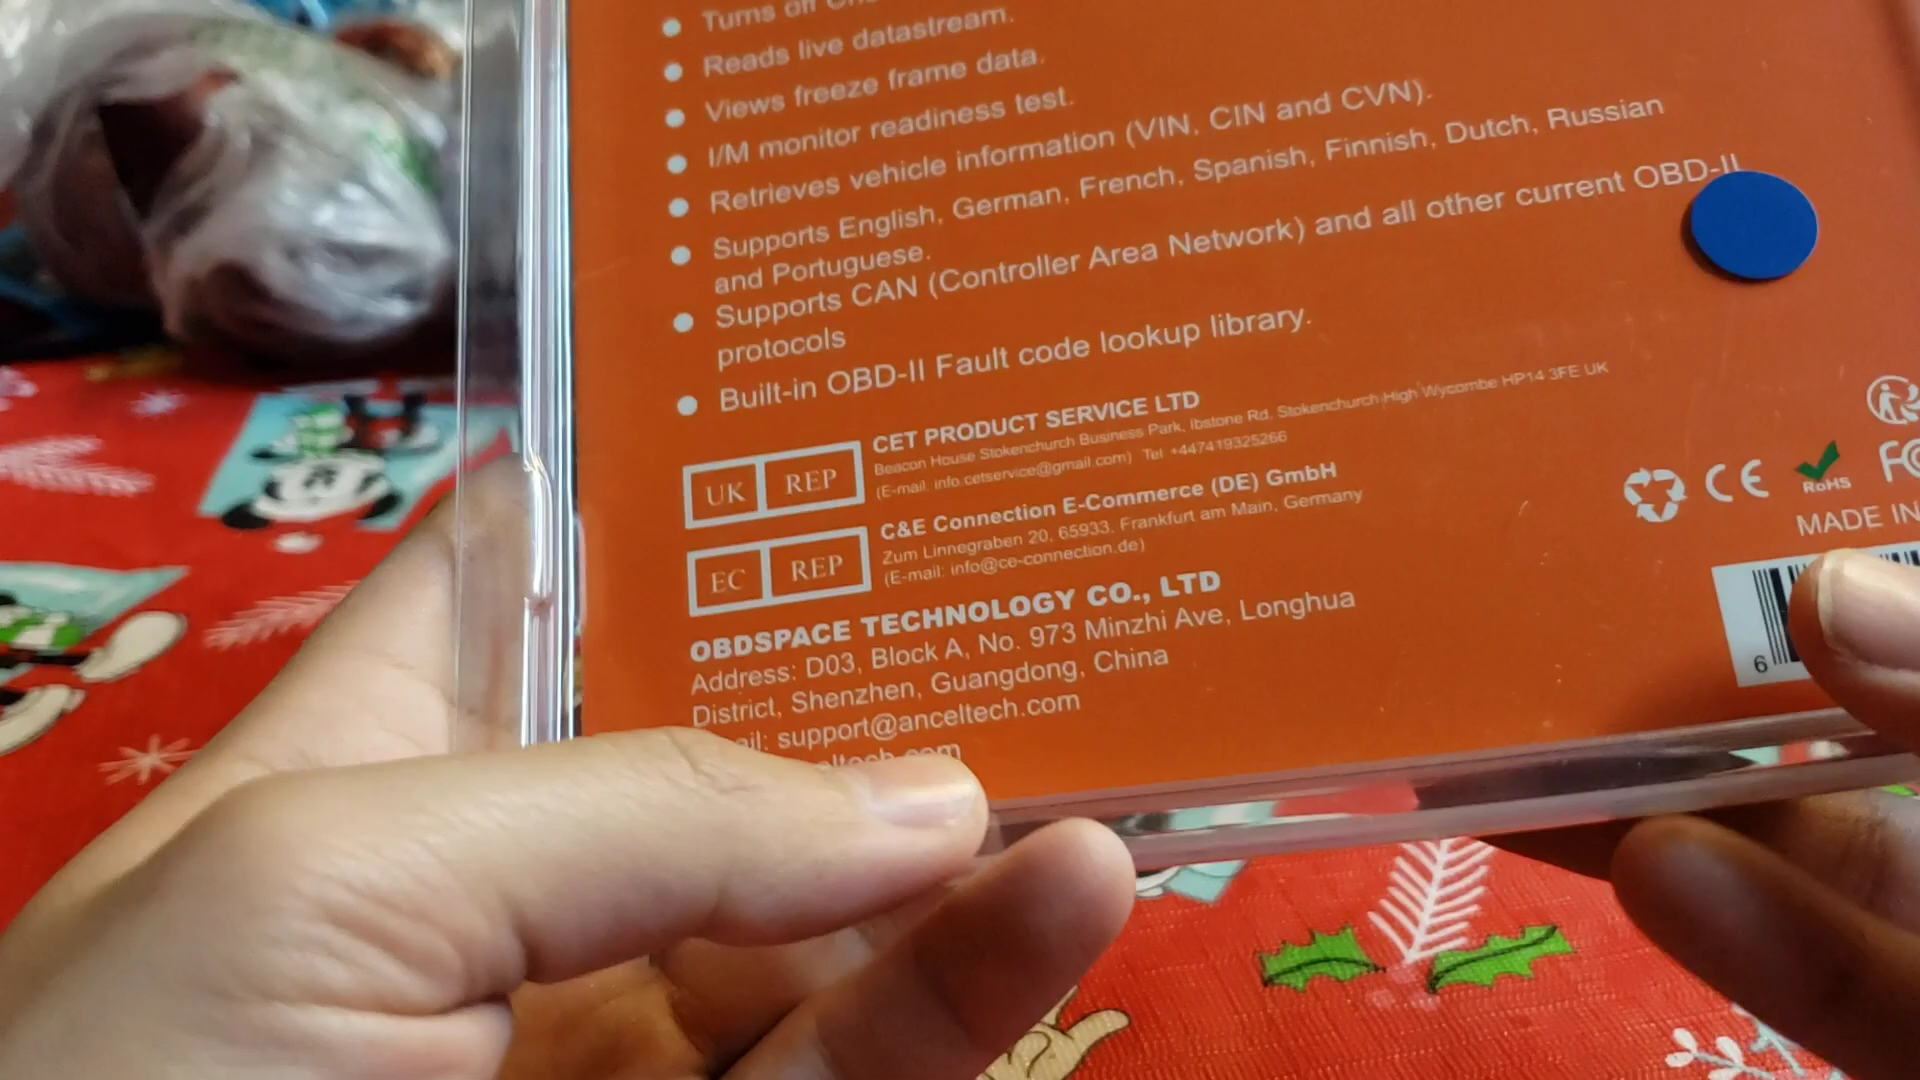 Turns off
Reads live datastream.
Views freeze frame data.
I/M monitor readiness test.
Retrieves vehicle information (VIN, CIN and CVN).
Supports English, German, French, Spanish, Finnish, Dutch, Russian
and Portuguese.
Supports CAN (Controller Area Network) and all other current OBD-II
protocols
Built-in OBD-II Fault code lookup library.
UK REP
CET PRODUCT SERVICE LTD
Beacon House Stokenchurch Business Park, Ibstone Rd, Stokenchurch High Wycombe HP14 3FE UK
(E-mail: info.cetservice@gmail.com) Tel +447419325266
EC REP
C&E Connection E-Commerce (DE) GmbH
Zum Linnegraben 20, 65933, Frankfurt am Main, Germany
(E-mail: info@ce-connection.de)
OBDSPACE TECHNOLOGY CO., LTD
Address: D03, Block A, No. 973 Minzhi Ave, Longhua
District, Shenzhen, Guangdong, China
support@anceltech.com
CE
RoHS
MADE IN
6